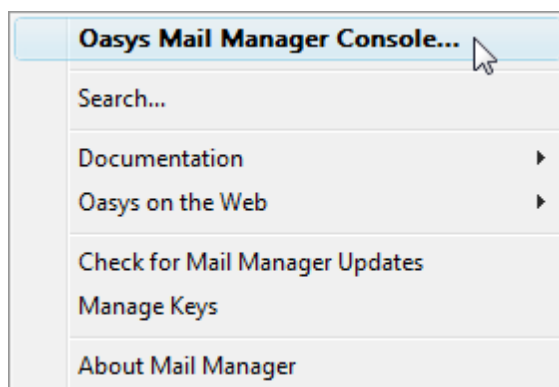 Oasys Mail Manager Console...
Search...
Documentation
Oasys on the Web
Check for Mail Manager Updates
Manage Keys
About Mail Manager